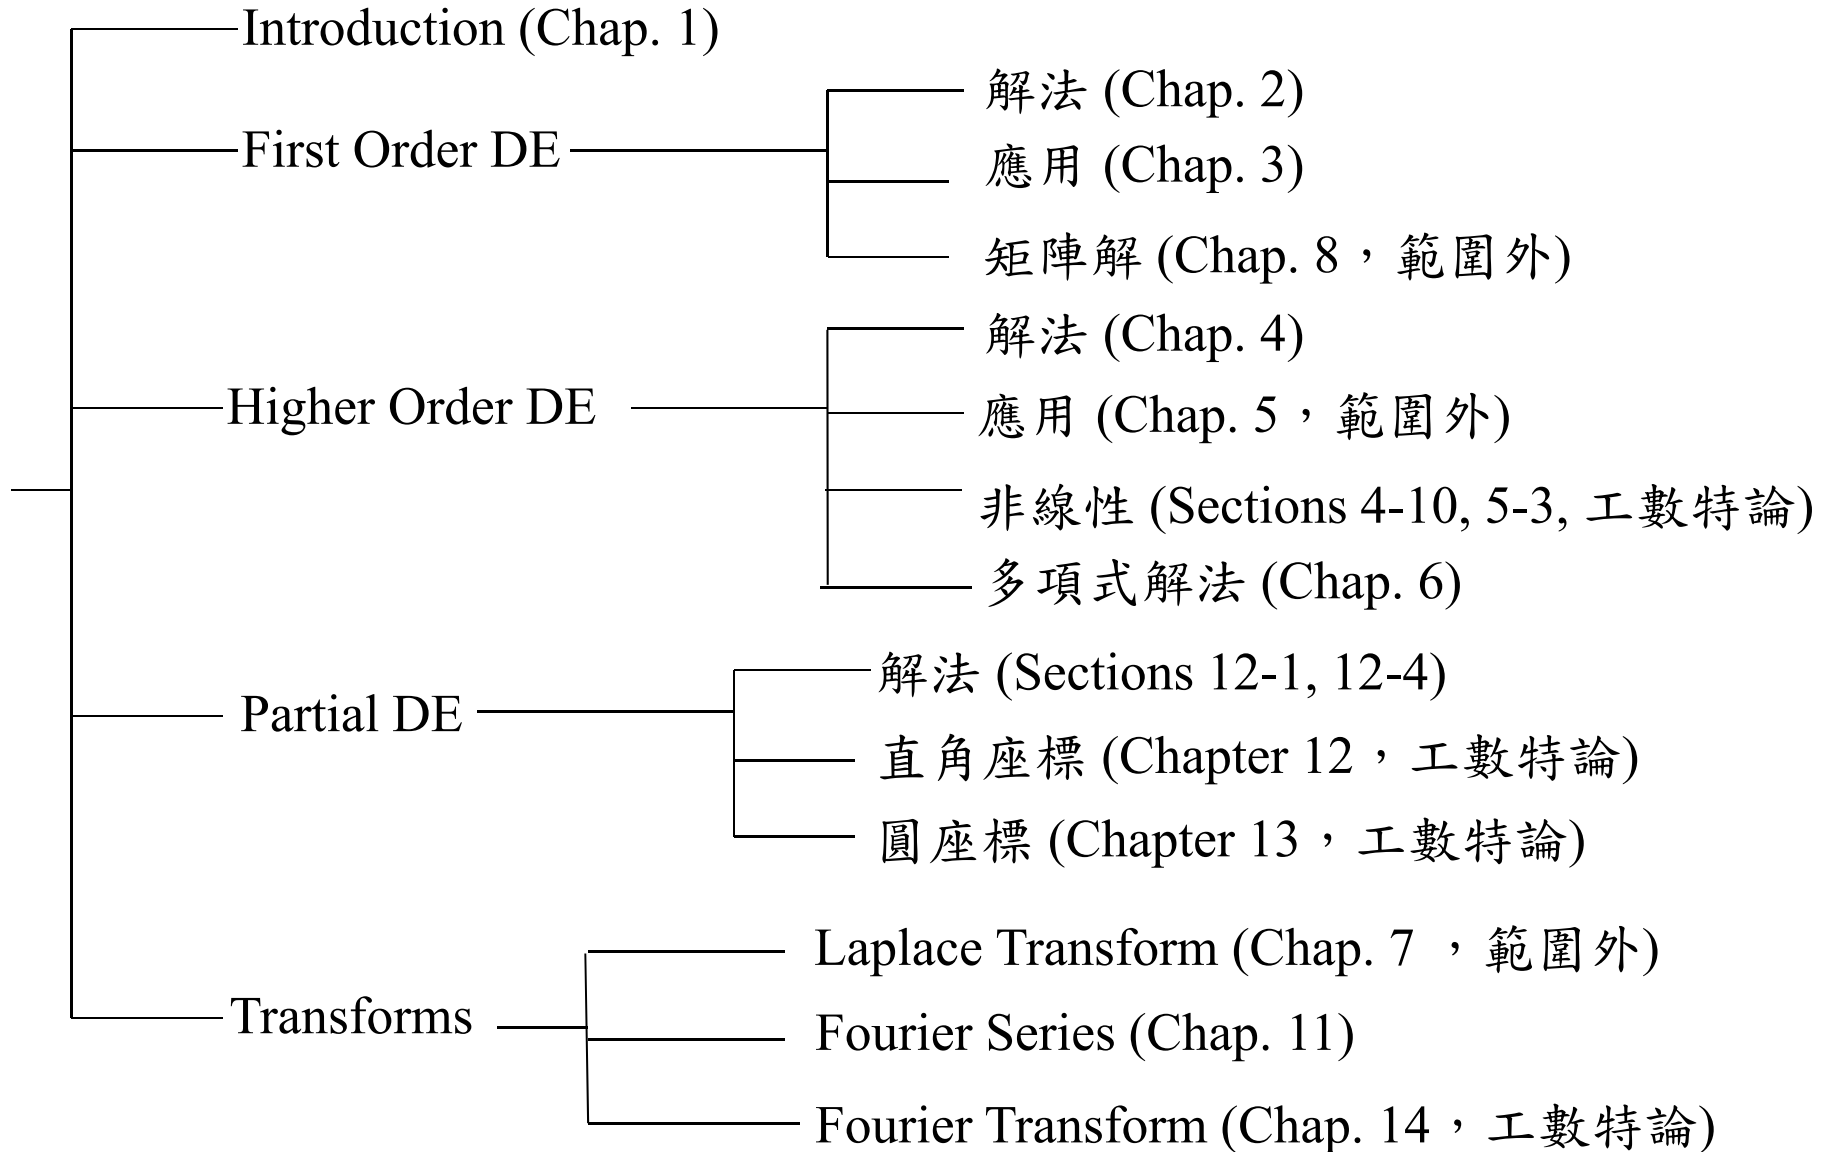 Introduction (Chap. 1)
First Order DE
解法 (Chap. 2)
應用 (Chap. 3)
矩陣解 (Chap. 8，範圍外)
Higher Order DE
解法 (Chap. 4)
應用 (Chap. 5，範圍外)
非線性 (Sections 4-10, 5-3, 工數特論)
多項式解法 (Chap. 6)
Partial DE
解法 (Sections 12-1, 12-4)
直角座標 (Chapter 12，工數特論)
圓座標 (Chapter 13，工數特論)
Transforms
Laplace Transform (Chap. 7 ，範圍外)
Fourier Series (Chap. 11)
Fourier Transform (Chap. 14，工數特論)